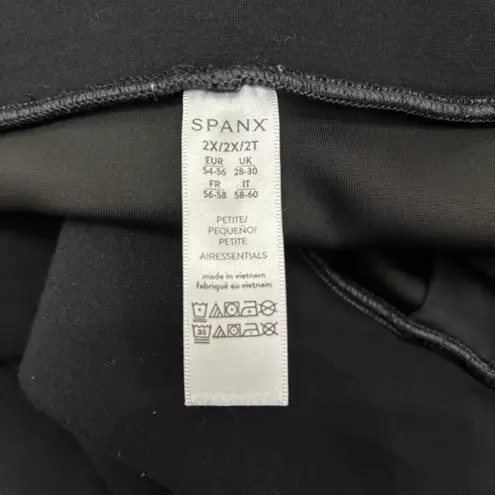 SPANX
2X/2X/2T
EUR UK
54-56 28-30
FR IT
56-58 58-60
PETITE/
PEQUEÑO/
PETITE
AIRESSENTIALS
made in vietnam
fabriqué au vietnam
30